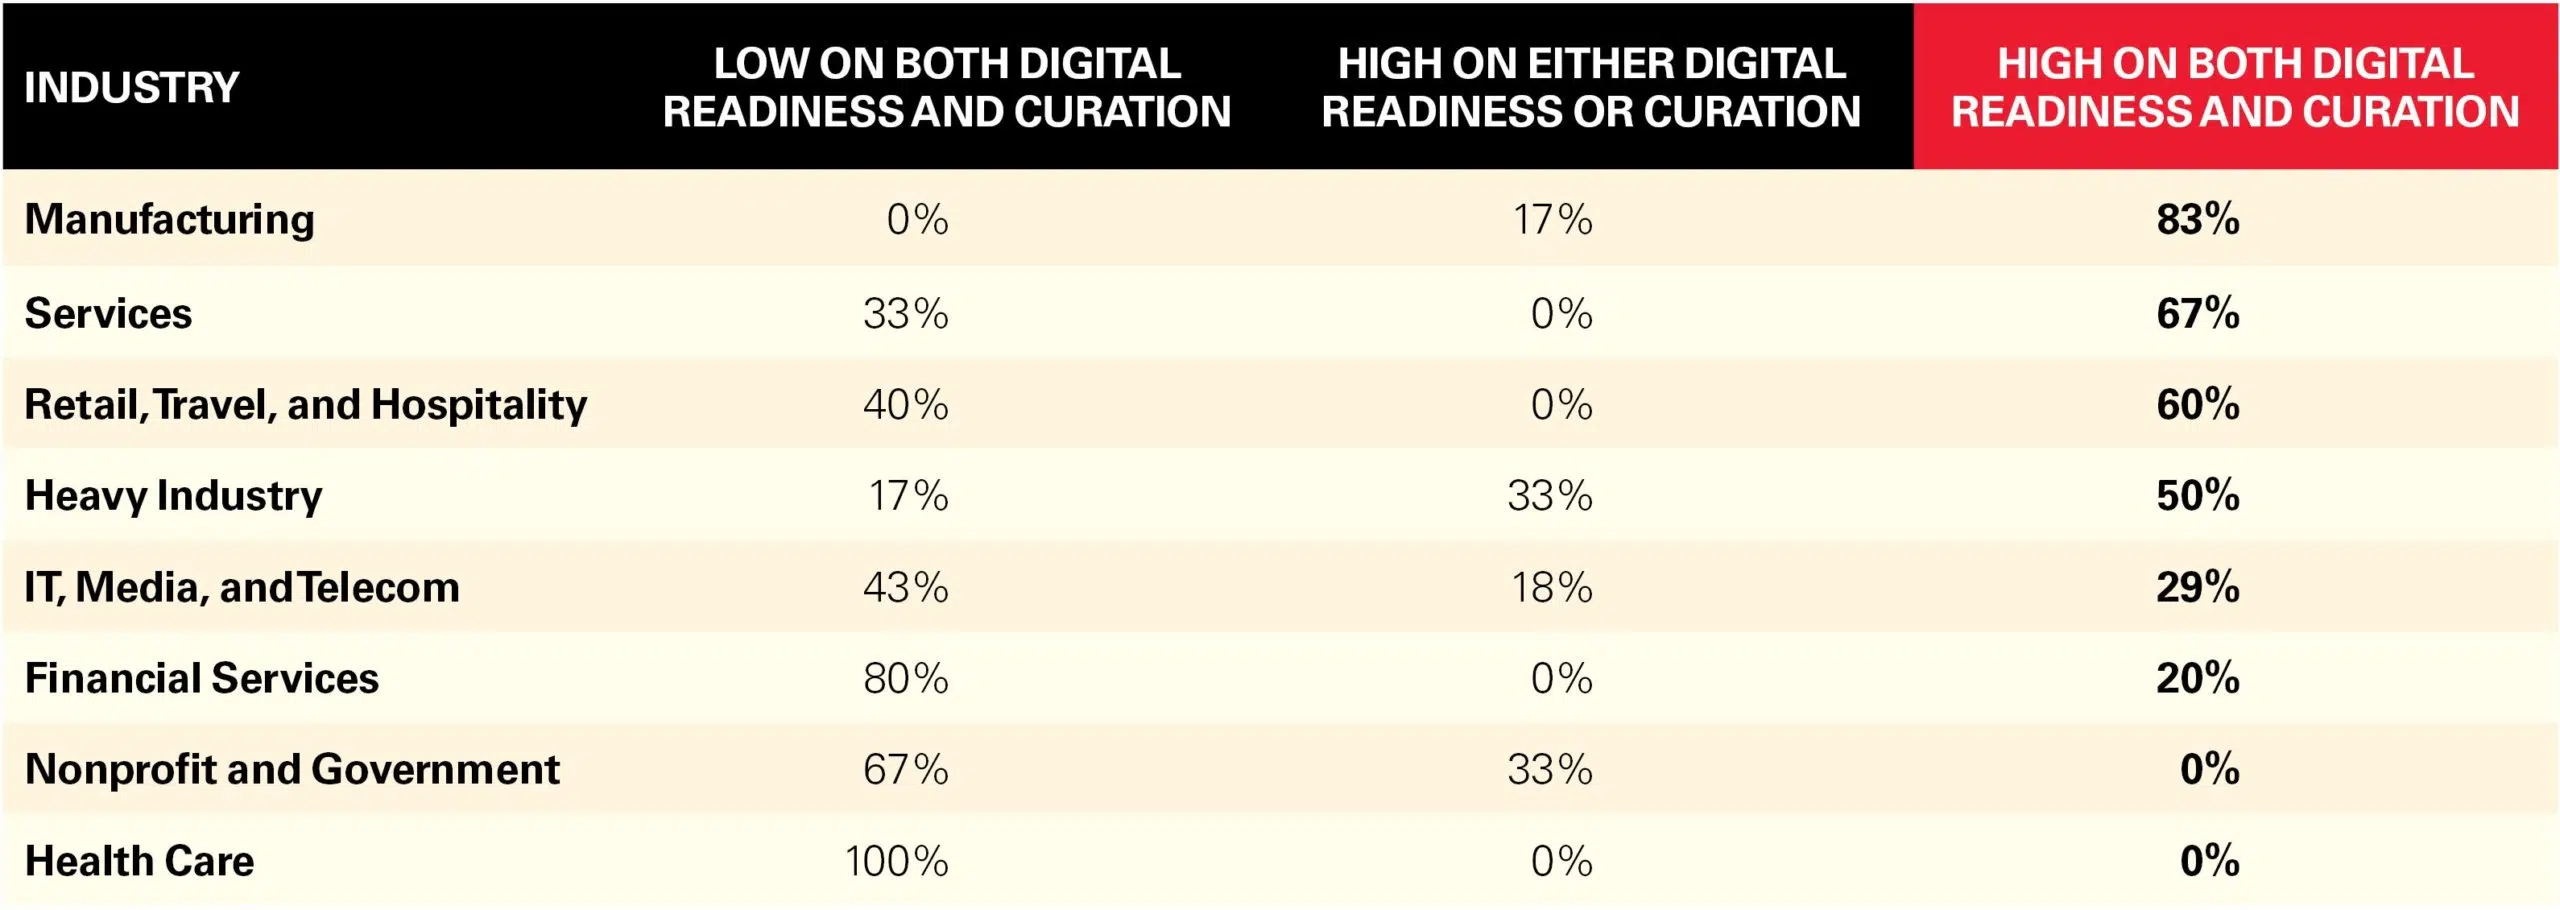 INDUSTRY
LOW ON BOTH DIGITAL
READINESS AND CURATION
HIGH ON EITHER DIGITAL
READINESS OR CURATION
HIGH ON BOTH DIGITAL
READINESS AND CURATION
Manufacturing 0% 17% 83%
Services 33% 0% 67%
Retail, Travel, and Hospitality 40% 0% 60%
Heavy Industry 17% 33% 50%
IT, Media, and Telecom 43% 18% 29%
Financial Services 80% 0% 20%
Nonprofit and Government 67% 33% 0%
Health Care 100% 0% 0%